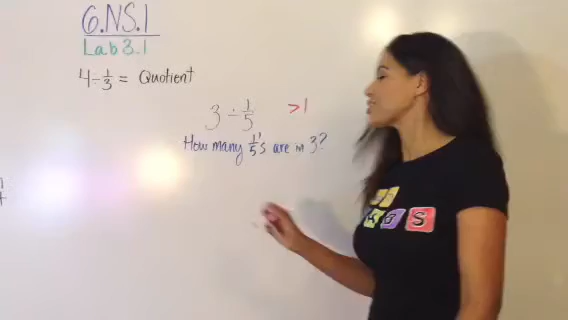 6.NS.1
Lab 3.1
4 ÷ 1/3 = Quotient
3 ÷ 1/5 >1
How many 1/5's are in 3?